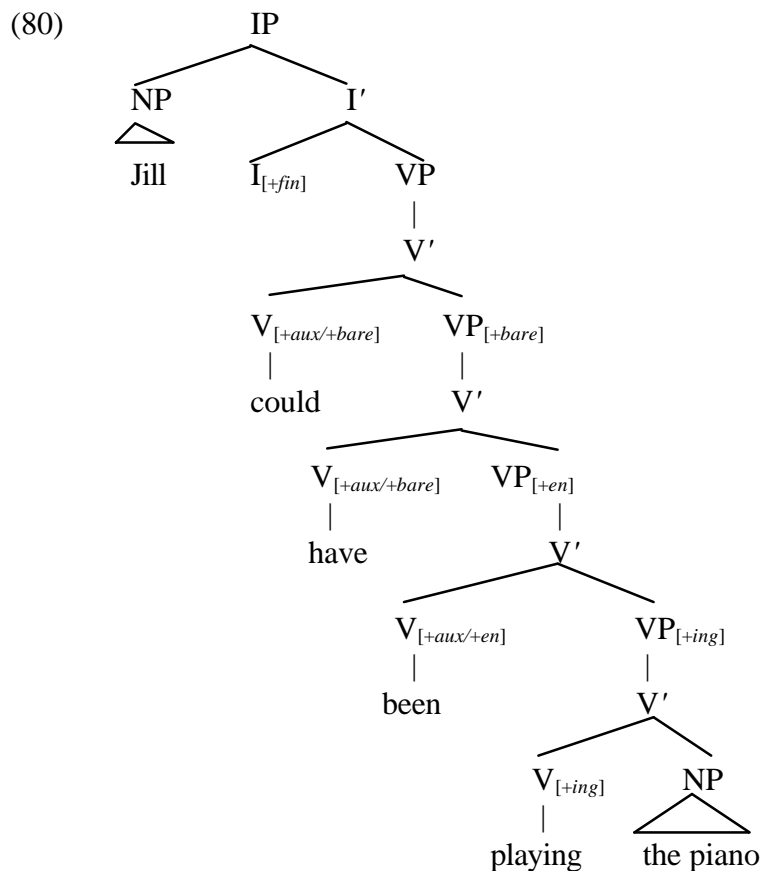 (80) IP
NP I′
Jill I[+fin] VP
V′
V[+aux/+bare] VP[+bare]
could V′
V[+aux/+bare] VP[+en]
have V′
V[+aux/+en] VP[+ing]
been V′
V[+ing] NP
playing the piano